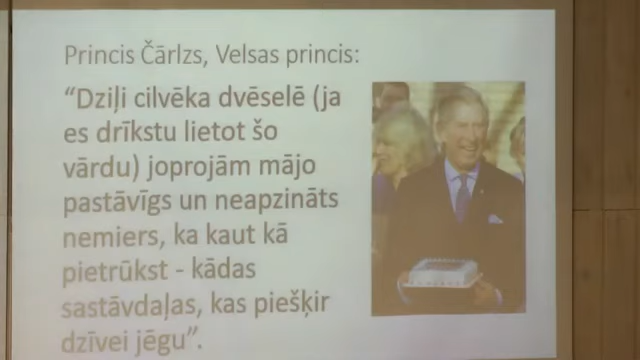 Princis Čārlzs, Velsas princis:
“Dziļi cilvēka dvēselē (ja
es drīkstu lietot šo
vārdu) joprojām mājo
pastāvīgs un neapzināts
nemiers, ka kaut kā
pietrūkst - kādas
sastāvdaļas, kas piešķir
dzīvei jēgu”.